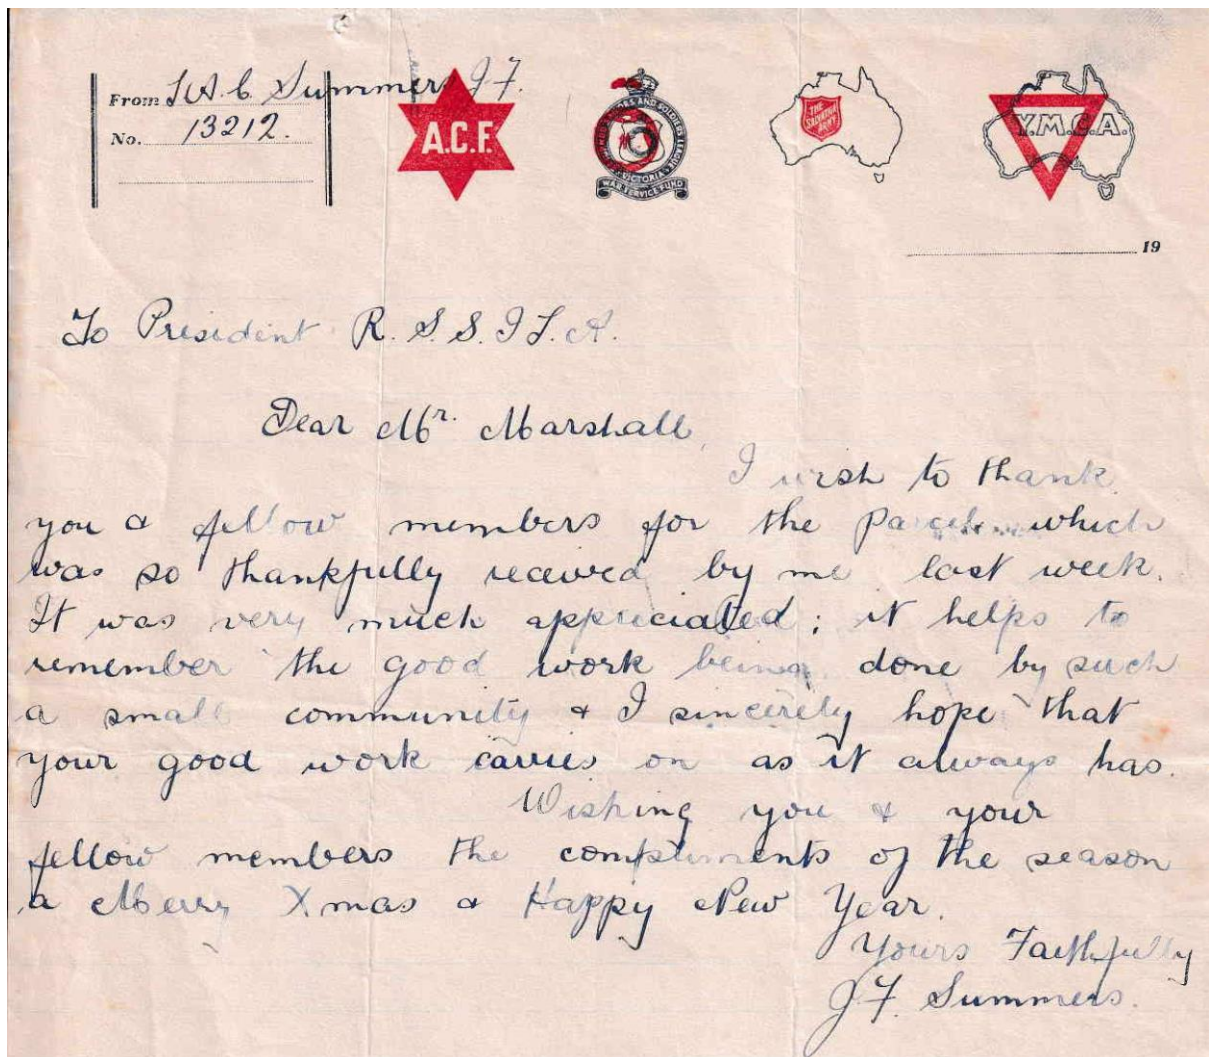 From L.A.C. Summers J F.
No. 13212.
A.C.F.
SAILORS AND SOLDIERS LEAGUE
VICTORIA
WAR SERVICE FUND
THE
SALVATION
ARMY
Y.M.C.A.
19
To President R. S. S. I L. A.
Dear Mr. Marshall,
I wish to thank
you & fellow members for the parcel which
was so thankfully received by me last week.
It was very much appreciated; it helps to
remember the good work being done by such
a small community & I sincerely hope that
your good work carries on as it always has.
Wishing you & your
fellow members the compliments of the season
a Merry Xmas & Happy New Year.
Yours Faithfully
J F. Summers.